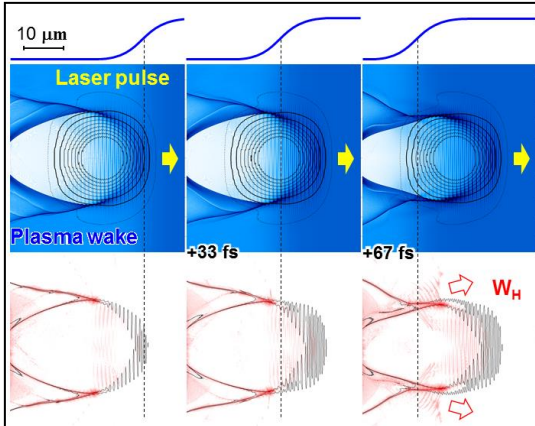 10 μm
Laser pulse
Plasma wake
+33 fs
+67 fs
W_H